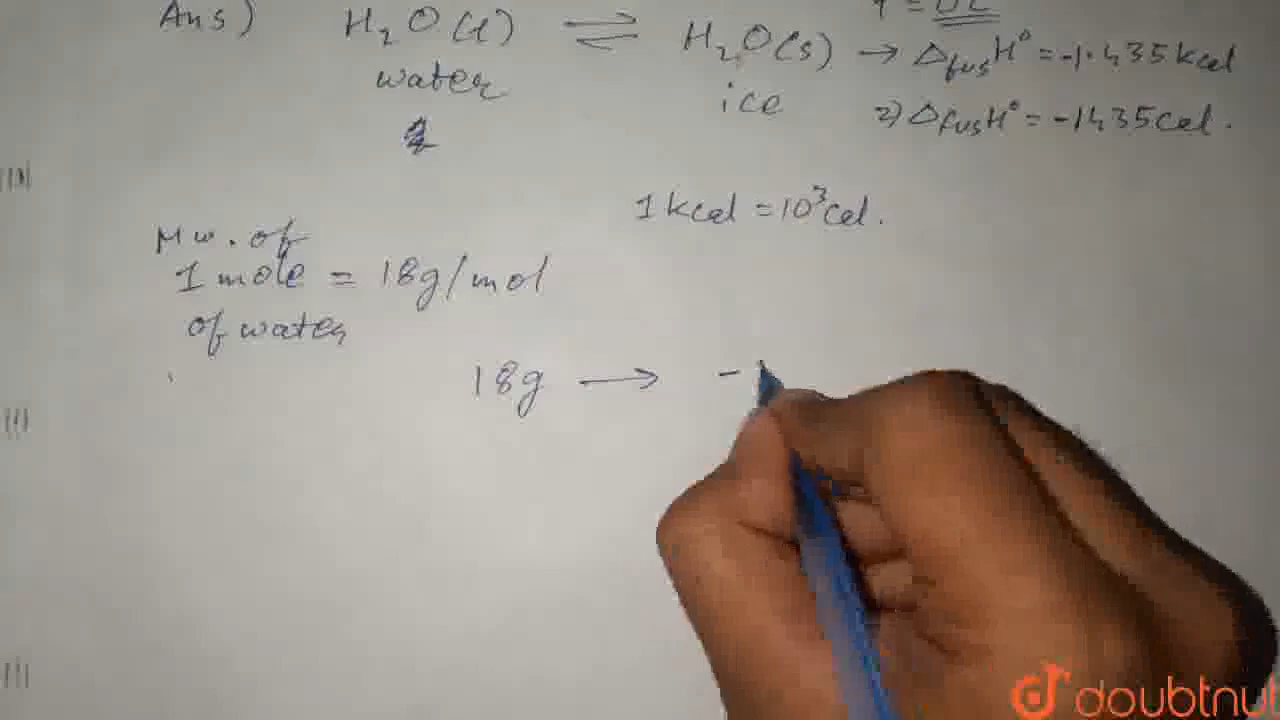 Ans) H₂O(l) ⇌ H₂O(s) → ΔfusH° = -1.435 kcal
water ice 2) ΔfusH° = -1435 cal.
1 kcal = 10³ cal.
Mw. of
1 mole = 18g/mol
of water
18g → -
doubtnut